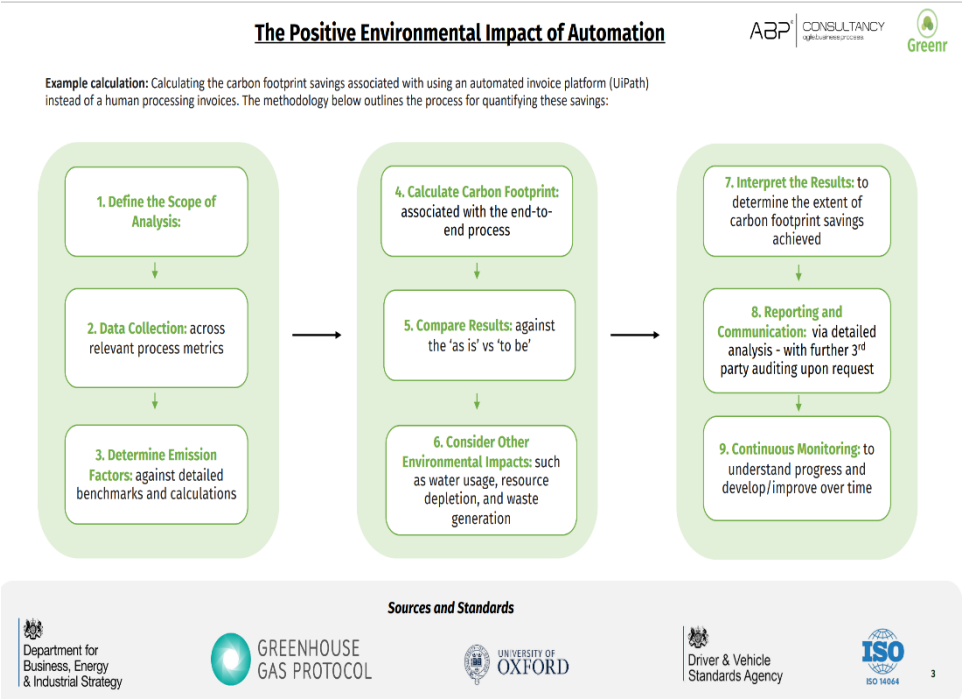 The Positive Environmental Impact of Automation
ABP® CONSULTANCY
agile.business.process
Greenr
Example calculation: Calculating the carbon footprint savings associated with using an automated invoice platform (UiPath)
instead of a human processing invoices. The methodology below outlines the process for quantifying these savings:
1. Define the Scope of
Analysis:
2. Data Collection: across
relevant process metrics
3. Determine Emission
Factors: against detailed
benchmarks and calculations
4. Calculate Carbon Footprint:
associated with the end-to-
end process
5. Compare Results: against
the ‘as is’ vs ‘to be’
6. Consider Other
Environmental Impacts: such
as water usage, resource
depletion, and waste
generation
7. Interpret the Results: to
determine the extent of
carbon footprint savings
achieved
8. Reporting and
Communication: via detailed
analysis - with further 3rd
party auditing upon request
9. Continuous Monitoring: to
understand progress and
develop/improve over time
Sources and Standards
Department for
Business, Energy
& Industrial Strategy
GREENHOUSE
GAS PROTOCOL
UNIVERSITY OF
OXFORD
Driver & Vehicle
Standards Agency
ISO
ISO 14064
3